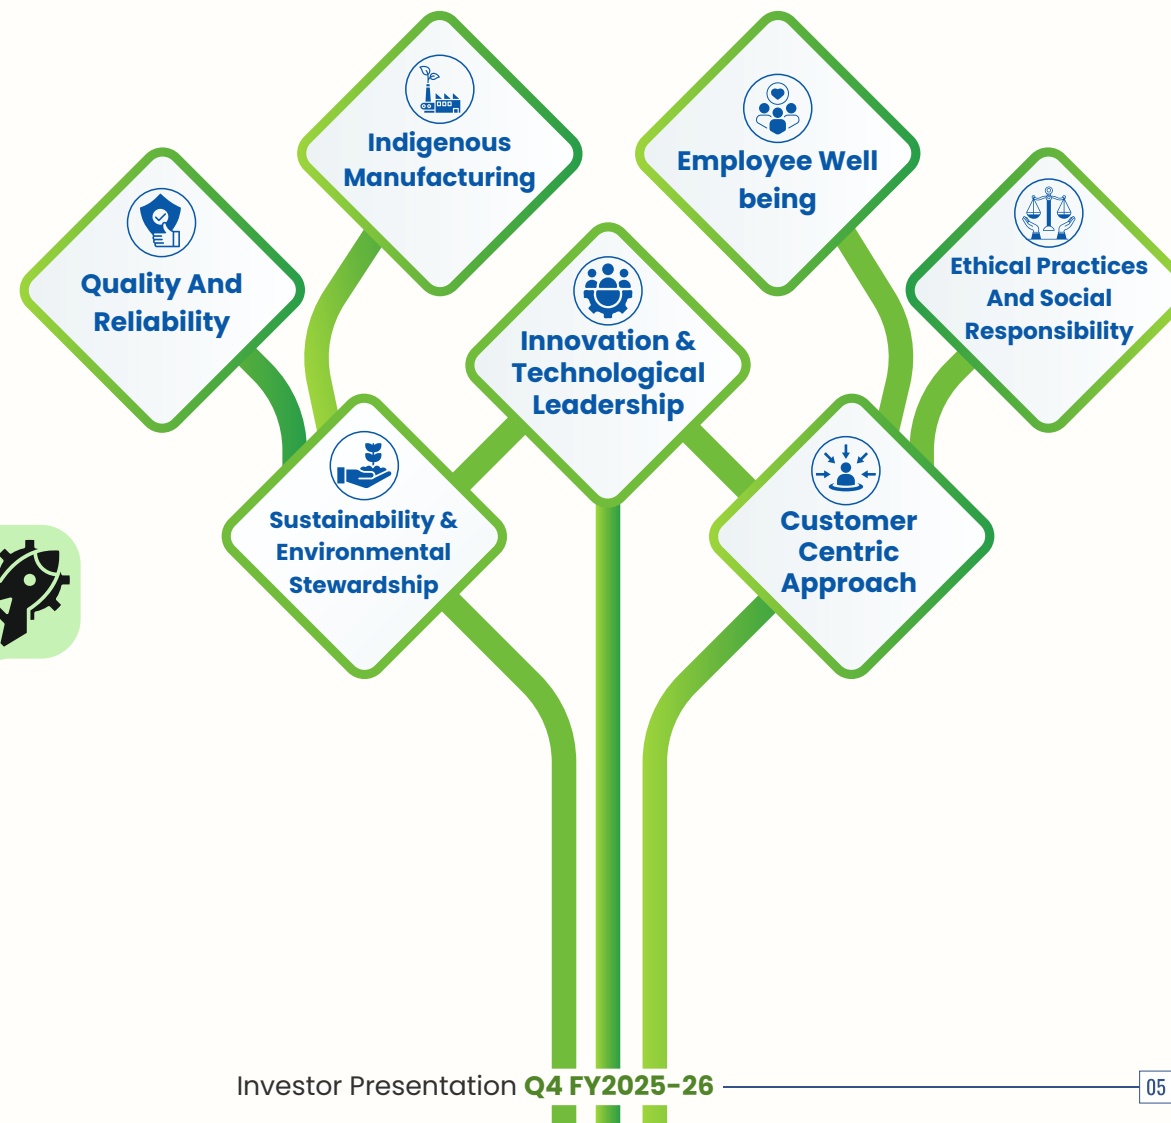 Indigenous
Manufacturing
Employee Well
being
Quality And
Reliability
Ethical Practices
And Social
Responsibility
Innovation &
Technological
Leadership
Sustainability &
Environmental
Stewardship
Customer
Centric
Approach
Investor Presentation Q4 FY2025-26
05